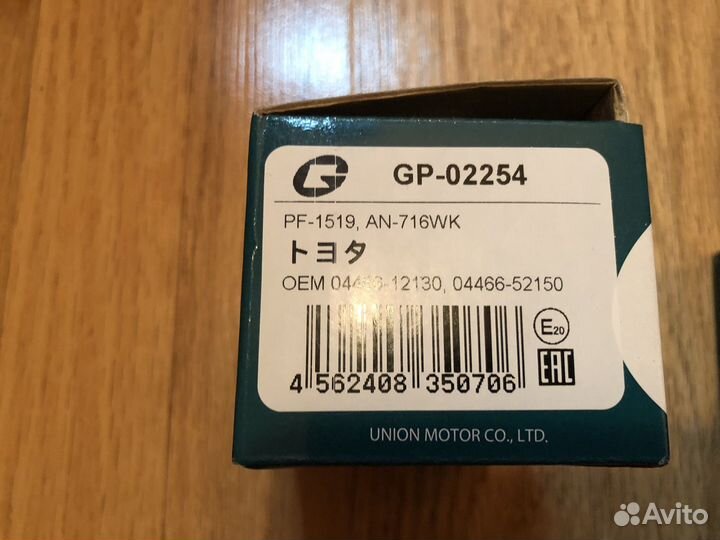 GP-02254
PF-1519, AN-716WK
トヨタ
OEM 04466-12130, 04466-52150
E20
4 562408 350706
EAC
UNION MOTOR CO., LTD.
Avito